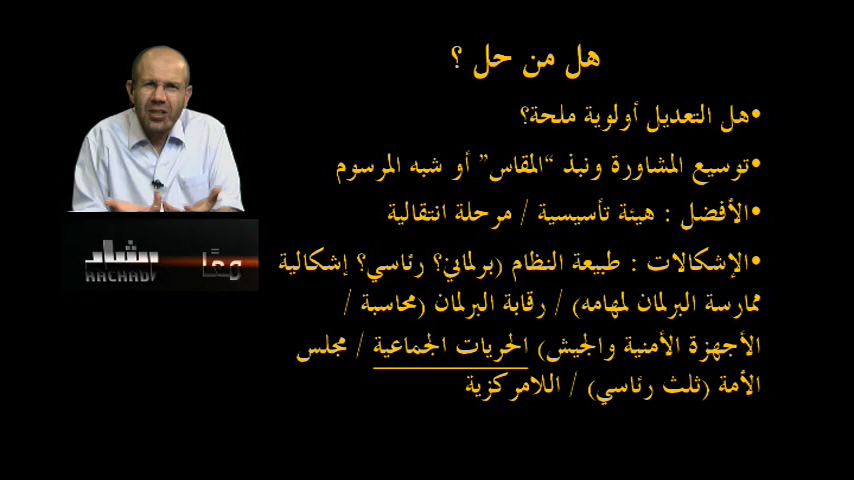 هل من حل ؟
•هل التعديل أولوية ملحة؟
•توسيع المشاورة ونبذ “المقاس” أو شبه المرسوم
•الأفضل : هيئة تأسيسية / مرحلة انتقالية
•الإشكالات : طبيعة النظام (برلماني؟ رئاسي؟ إشكالية
ممارسة البرلمان لمهامه) / رقابة البرلمان (محاسبة /
الأجهزة الأمنية والجيش) الحريات الجماعية / مجلس
الأمة (ثلث رئاسي) / اللامركزية
معًا رشاد
RACHAD